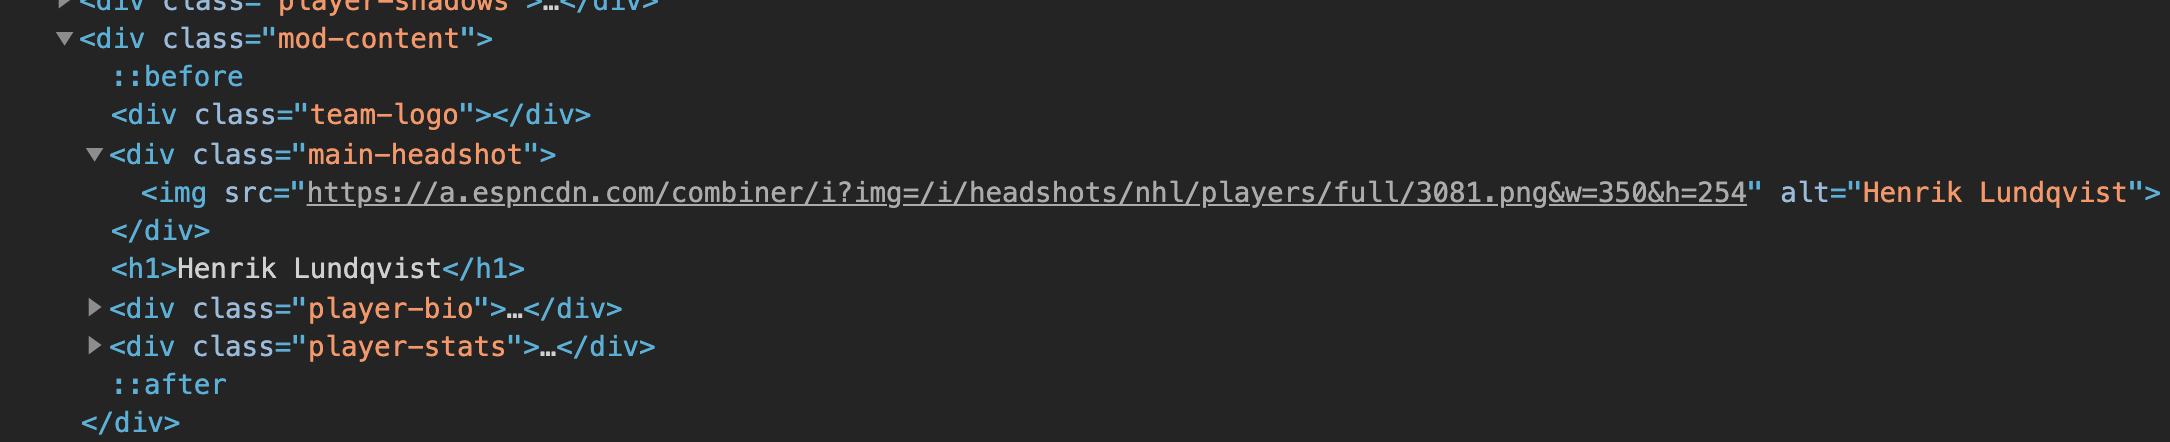 <div class="player-shadows">…</div>
<div class="mod-content">
::before
<div class="team-logo"></div>
<div class="main-headshot">
<img src="https://a.espncdn.com/combiner/i?img=/i/headshots/nhl/players/full/3081.png&w=350&h=254" alt="Henrik Lundqvist">
</div>
<h1>Henrik Lundqvist</h1>
<div class="player-bio">…</div>
<div class="player-stats">…</div>
::after
</div>